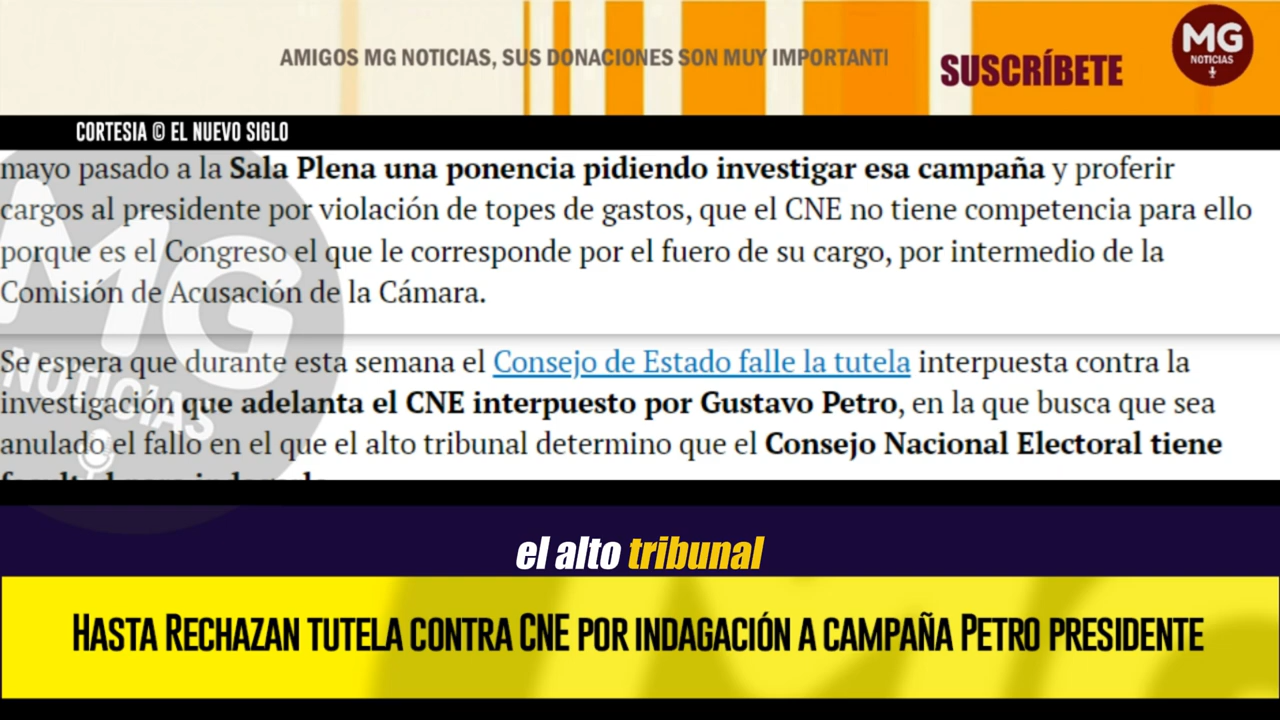 AMIGOS MG NOTICIAS, SUS DONACIONES SON MUY IMPORTANTI
SUSCRÍBETE
MG
NOTICIAS
CORTESIA © EL NUEVO SIGLO
mayo pasado a la Sala Plena una ponencia pidiendo investigar esa campaña y proferir
cargos al presidente por violación de topes de gastos, que el CNE no tiene competencia para ello
porque es el Congreso el que le corresponde por el fuero de su cargo, por intermedio de la
Comisión de Acusación de la Cámara.
Se espera que durante esta semana el Consejo de Estado falle la tutela interpuesta contra la
investigación que adelanta el CNE interpuesto por Gustavo Petro, en la que busca que sea
anulado el fallo en el que el alto tribunal determino que el Consejo Nacional Electoral tiene
MG
NOTICIAS
el alto tribunal
HASTA RECHAZAN TUTELA CONTRA CNE POR INDAGACIÓN A CAMPAÑA PETRO PRESIDENTE